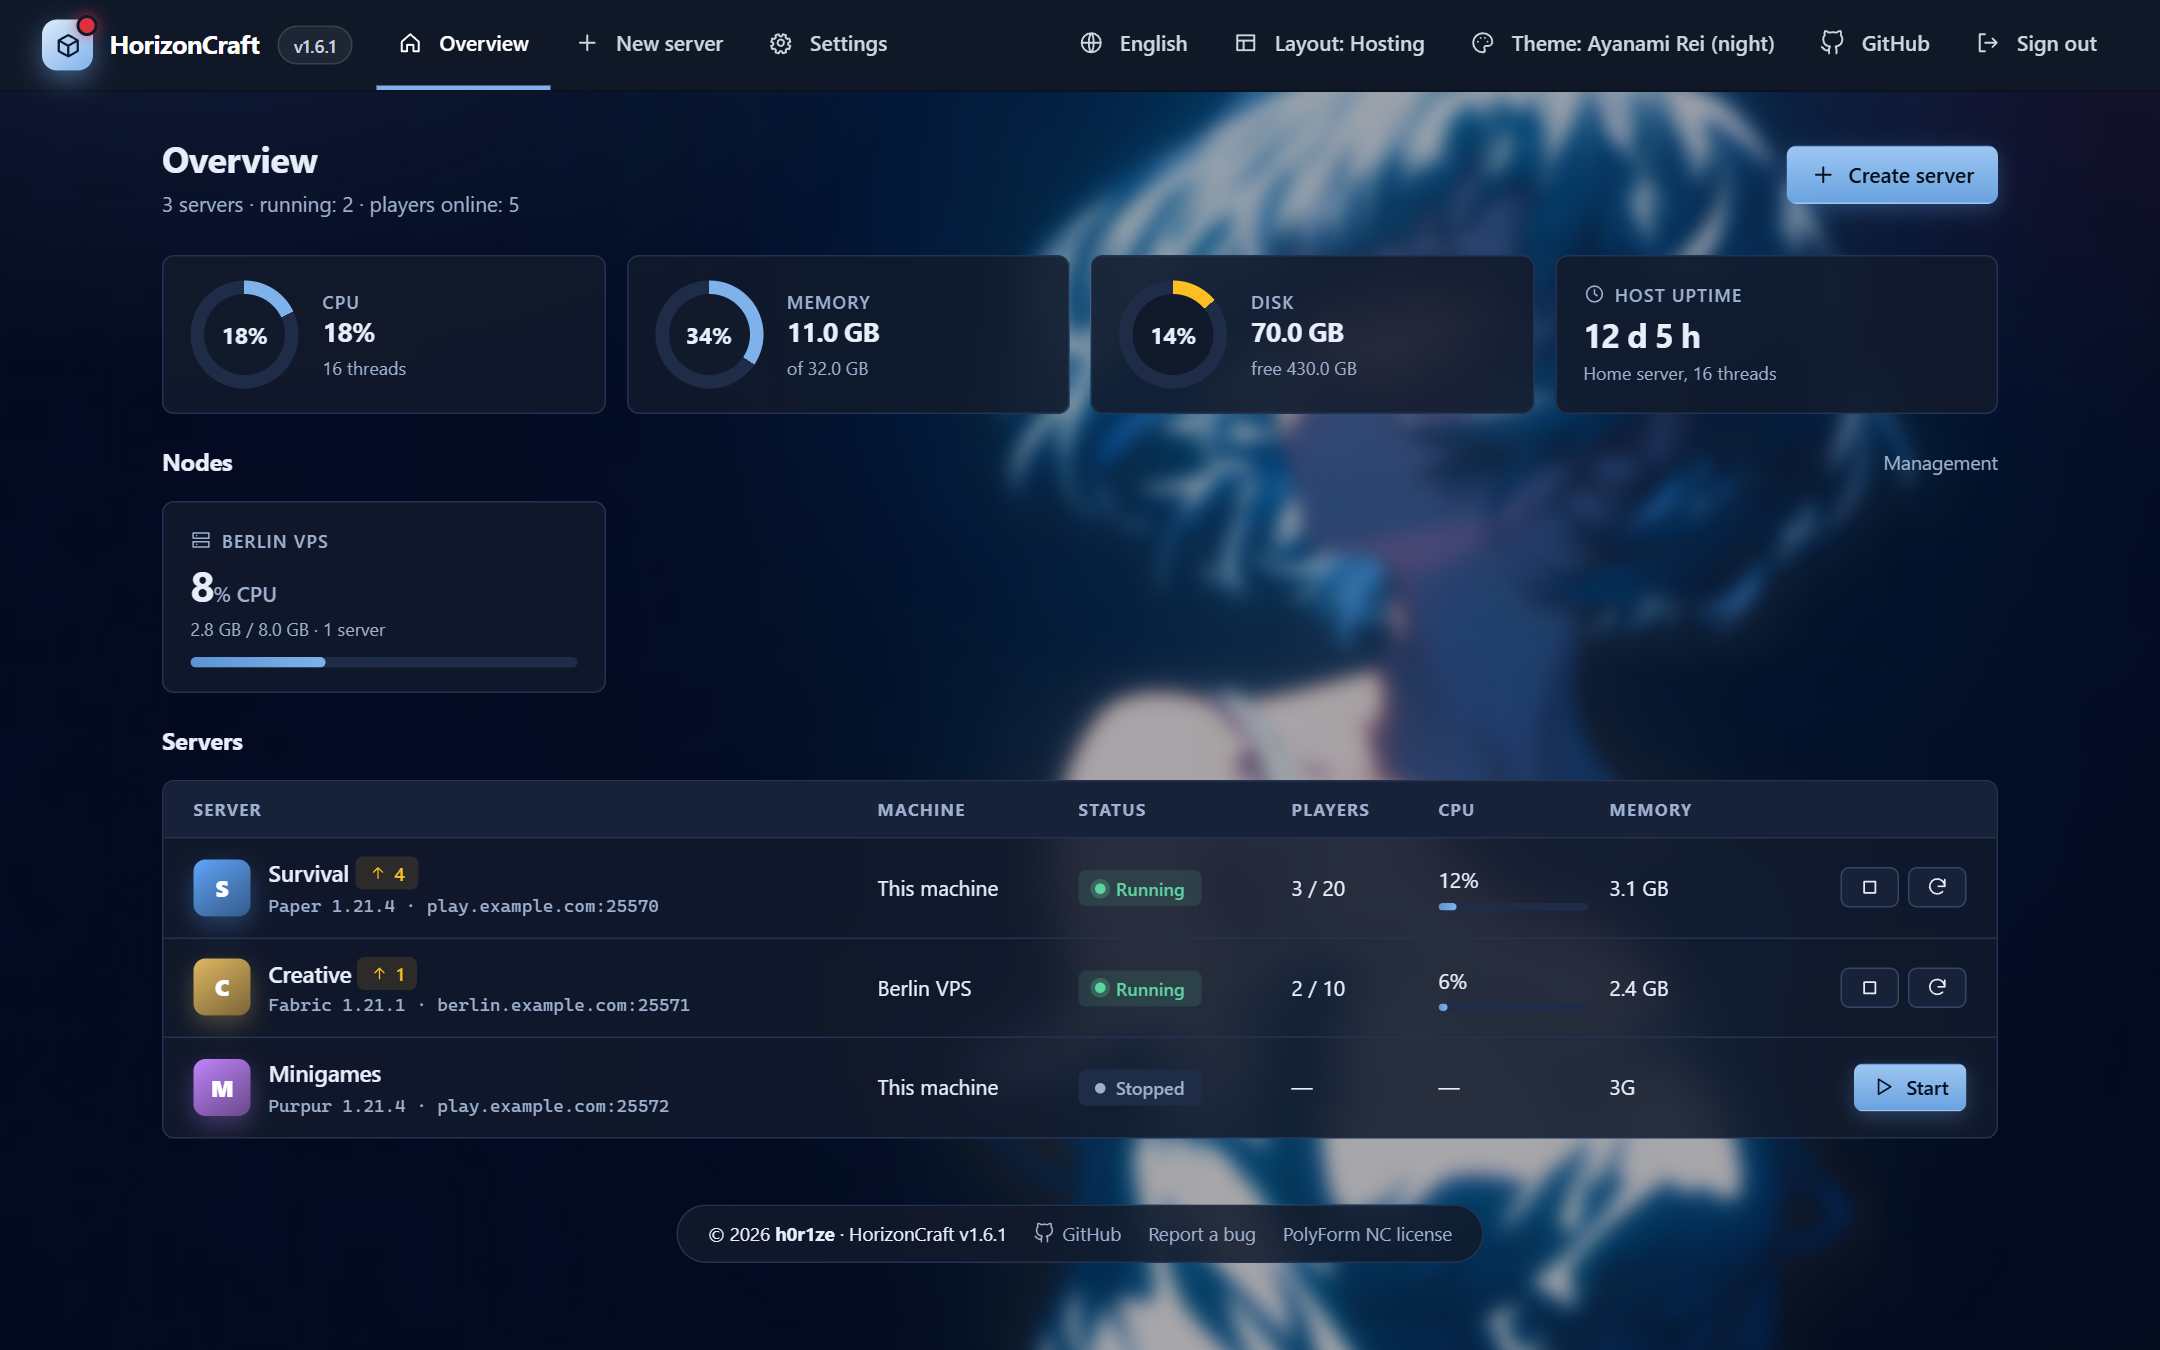 HorizonCraft v1.6.1 Overview New server Settings English Layout: Hosting Theme: Ayanami Rei (night) GitHub Sign out
Overview
3 servers · running: 2 · players online: 5
Create server
18%
CPU
18%
16 threads
34%
MEMORY
11.0 GB
of 32.0 GB
14%
DISK
70.0 GB
free 430.0 GB
HOST UPTIME
12 d 5 h
Home server, 16 threads
Nodes
Management
BERLIN VPS
8% CPU
2.8 GB / 8.0 GB · 1 server
Servers
SERVER MACHINE STATUS PLAYERS CPU MEMORY
S
Survival ↑ 4
Paper 1.21.4 · play.example.com:25570
This machine Running 3 / 20 12% 3.1 GB
C
Creative ↑ 1
Fabric 1.21.1 · berlin.example.com:25571
Berlin VPS Running 2 / 10 6% 2.4 GB
M
Minigames
Purpur 1.21.4 · play.example.com:25572
This machine Stopped — — 3G Start
© 2026 h0r1ze · HorizonCraft v1.6.1 GitHub Report a bug PolyForm NC license